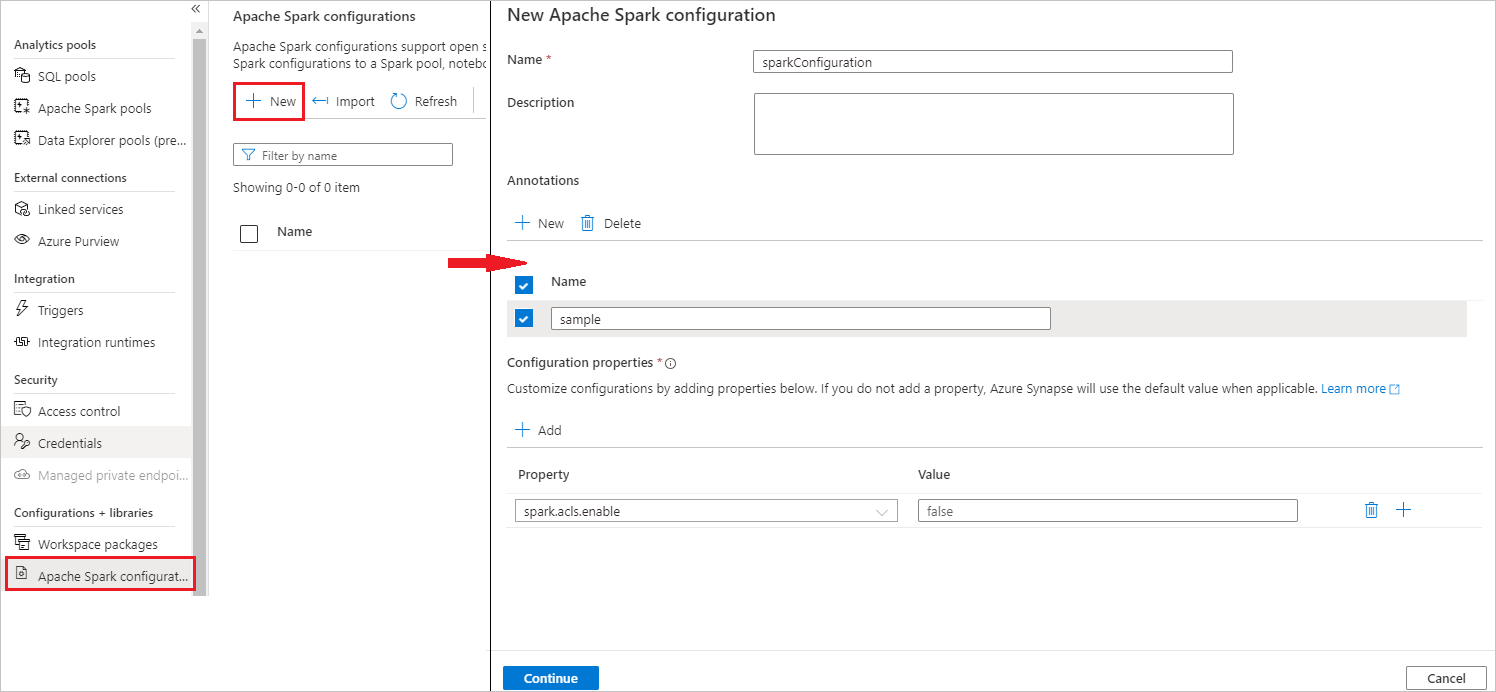 Analytics pools
SQL pools
Apache Spark pools
Data Explorer pools (pre...
External connections
Linked services
Azure Purview
Integration
Triggers
Integration runtimes
Security
Access control
Credentials
Managed private endpoi...
Configurations + libraries
Workspace packages
Apache Spark configurat...
Apache Spark configurations
Apache Spark configurations support open s
Spark configurations to a Spark pool, noteb
New Import Refresh
Filter by name
Showing 0-0 of 0 item
Name
New Apache Spark configuration
Name * sparkConfiguration
Description
Annotations
New Delete
Name
sample
Configuration properties *
Customize configurations by adding properties below. If you do not add a property, Azure Synapse will use the default value when applicable. Learn more
Add
Property Value
spark.acls.enable false
Continue Cancel